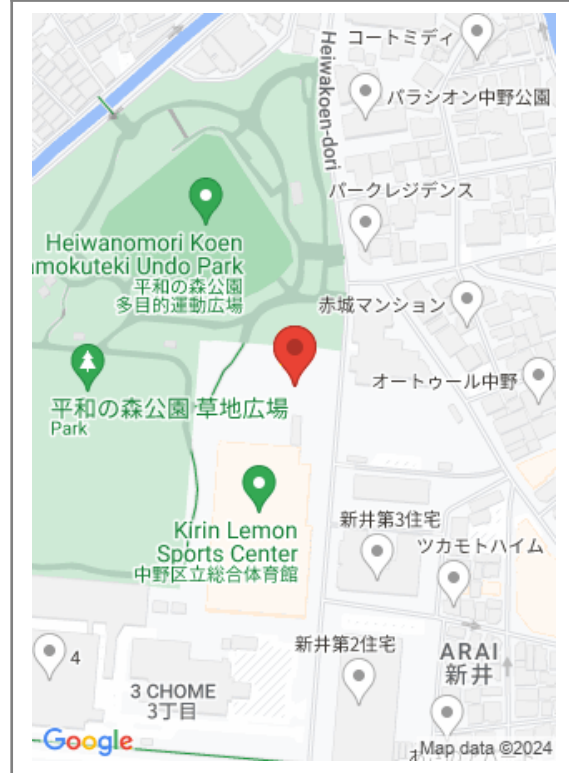 コートミディ
Heiwakoen-dori
パラシオン中野公園
パークレジデンス
Heiwanomori Koen
amokuteki Undo Park
平和の森公園
多目的運動広場
赤城マンション
オートゥール中野
平和の森公園 草地広場
Park
Kirin Lemon
Sports Center
中野区立総合体育館
新井第3住宅
ツカモトハイム
新井第2住宅
ARAI
新井
4
3 CHOME
3丁目
Google
Map data ©2024